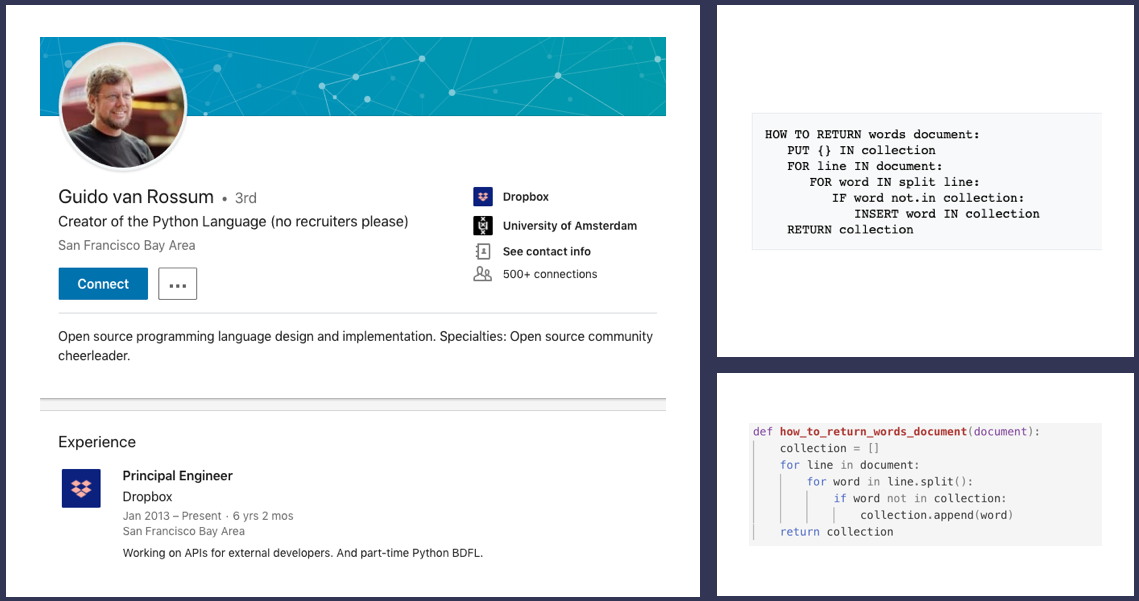 Guido van Rossum • 3rd
Creator of the Python Language (no recruiters please)
San Francisco Bay Area
Connect
...
Dropbox
University of Amsterdam
See contact info
500+ connections
Open source programming language design and implementation. Specialties: Open source community
cheerleader.
Experience
Principal Engineer
Dropbox
Jan 2013 – Present · 6 yrs 2 mos
San Francisco Bay Area
Working on APIs for external developers. And part-time Python BDFL.
HOW TO RETURN words document:
   PUT {} IN collection
   FOR line IN document:
      FOR word IN split line:
         IF word not.in collection:
            INSERT word IN collection
   RETURN collection
def how_to_return_words_document(document):
    collection = []
    for line in document:
        for word in line.split():
            if word not in collection:
                collection.append(word)
    return collection